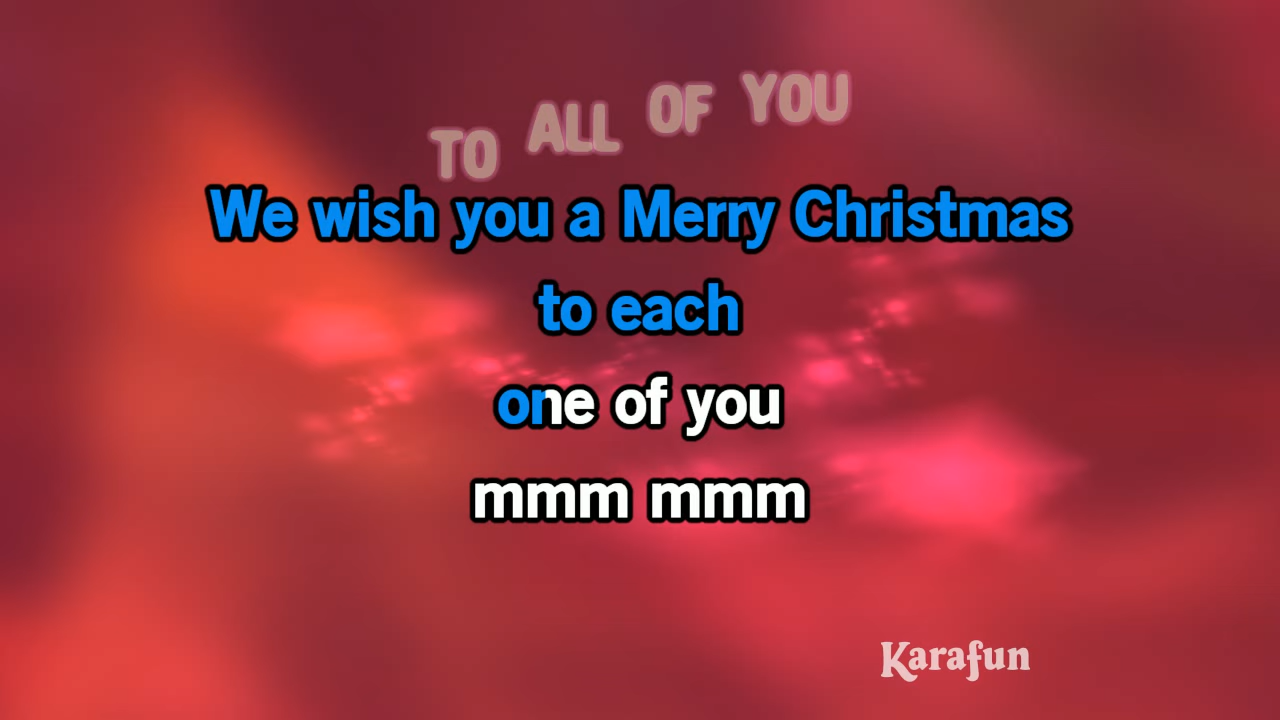 TO ALL OF YOU
We wish you a Merry Christmas
to each
one of you
mmm mmm
Karafun